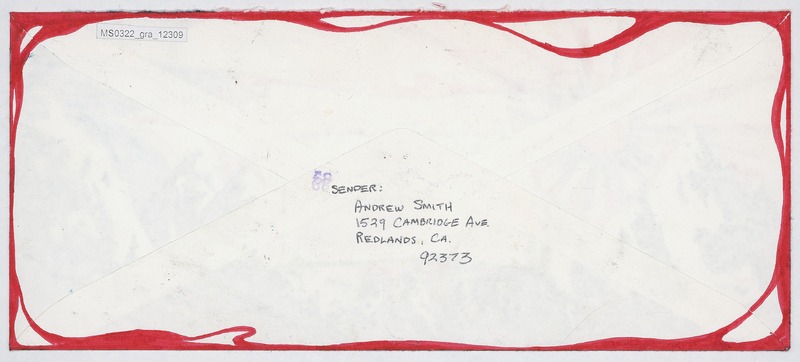 MS0322_gra_12309
SENDER:
ANDREW SMITH
1529 CAMBRIDGE AVE.
REDLANDS, CA.
92373